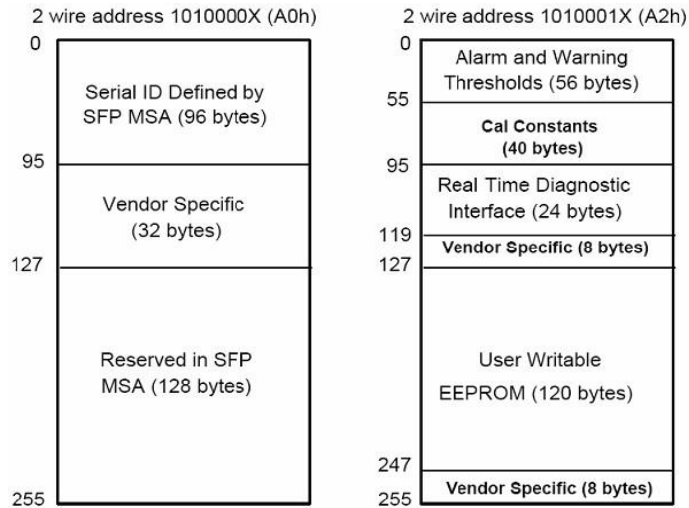 2 wire address 1010000X (A0h)
0
Serial ID Defined by
SFP MSA (96 bytes)
95
Vendor Specific
(32 bytes)
127
Reserved in SFP
MSA (128 bytes)
255
2 wire address 1010001X (A2h)
0
Alarm and Warning
Thresholds (56 bytes)
55
Cal Constants
(40 bytes)
95
Real Time Diagnostic
Interface (24 bytes)
119
Vendor Specific (8 bytes)
127
User Writable
EEPROM (120 bytes)
247
Vendor Specific (8 bytes)
255